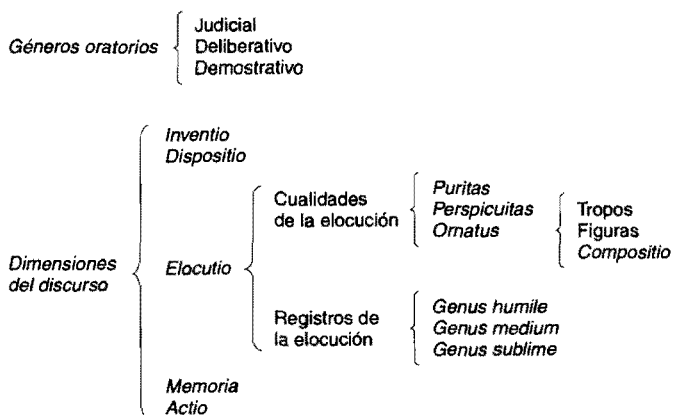 Géneros oratorios
Judicial
Deliberativo
Demostrativo
Dimensiones
del discurso
Inventio
Dispositio
Elocutio
Cualidades
de la elocución
Puritas
Perspicuitas
Ornatus
Tropos
Figuras
Compositio
Registros de
la elocución
Genus humile
Genus medium
Genus sublime
Memoria
Actio